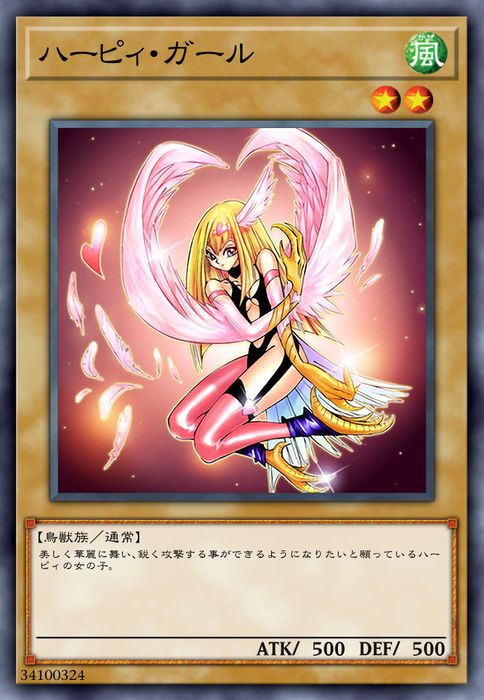 ハーピィ・ガール
風
【鳥獣族／通常】
美しく華麗に舞い、鋭く攻撃する事ができるようになりたいと願っているハー
ピィの女の子。
ATK/ 500 DEF/ 500
34100324